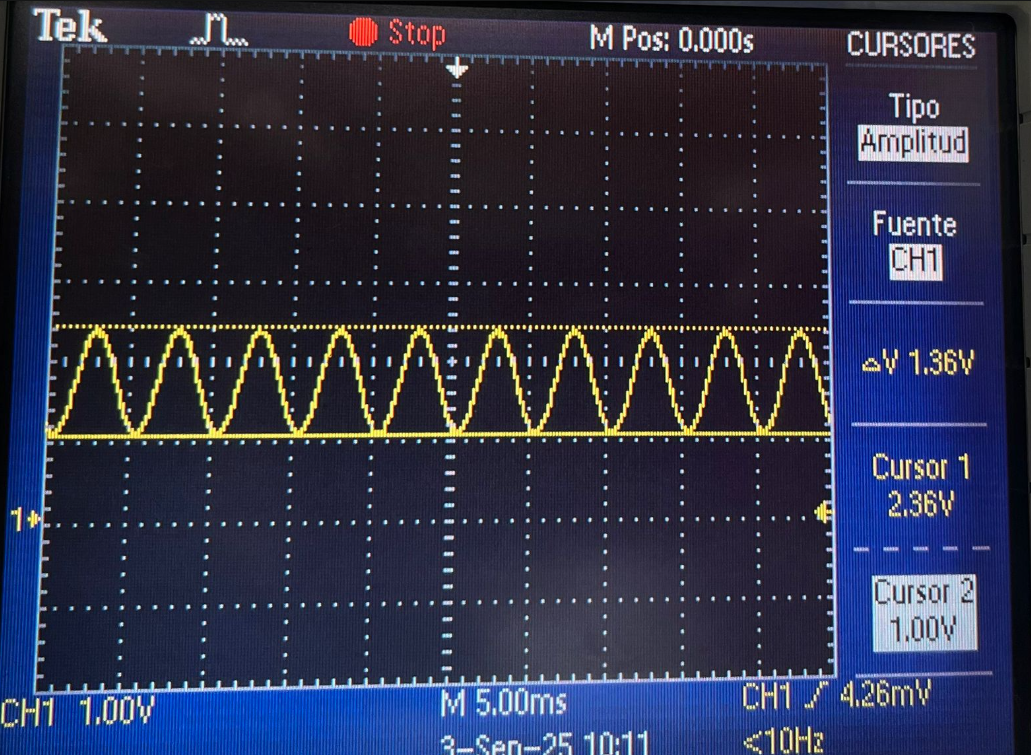 Tek Stop M Pos: 0.000s CURSORES
Tipo
Amplitud
Fuente
CH1
△V 1.36V
Cursor 1
2.36V
1
Cursor 2
1.00V
CH1 1.00V M 5.00ms CH1 / 4.26mV
3-Sep-25 10:11 <10Hz